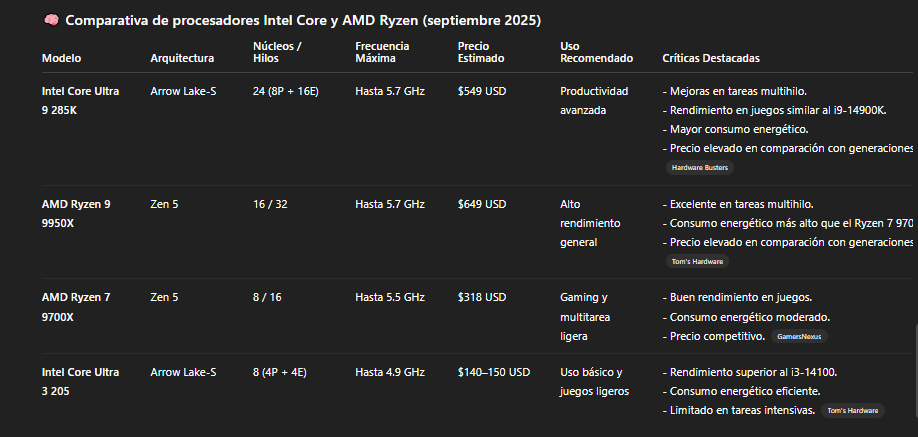 🧠 Comparativa de procesadores Intel Core y AMD Ryzen (septiembre 2025)
Modelo Arquitectura Núcleos / Hilos Frecuencia Máxima Precio Estimado Uso Recomendado Críticas Destacadas
Intel Core Ultra 9 285K Arrow Lake-S 24 (8P + 16E) Hasta 5.7 GHz $549 USD Productividad avanzada
- Mejoras en tareas multihilo.
- Rendimiento en juegos similar al i9-14900K.
- Mayor consumo energético.
- Precio elevado en comparación con generaciones
Hardware Busters
AMD Ryzen 9 9950X Zen 5 16 / 32 Hasta 5.7 GHz $649 USD Alto rendimiento general
- Excelente en tareas multihilo.
- Consumo energético más alto que el Ryzen 7 970
- Precio elevado en comparación con generaciones
Tom's Hardware
AMD Ryzen 7 9700X Zen 5 8 / 16 Hasta 5.5 GHz $318 USD Gaming y multitarea ligera
- Buen rendimiento en juegos.
- Consumo energético moderado.
- Precio competitivo. GamersNexus
Intel Core Ultra 3 205 Arrow Lake-S 8 (4P + 4E) Hasta 4.9 GHz $140–150 USD Uso básico y juegos ligeros
- Rendimiento superior al i3-14100.
- Consumo energético eficiente.
- Limitado en tareas intensivas. Tom's Hardware